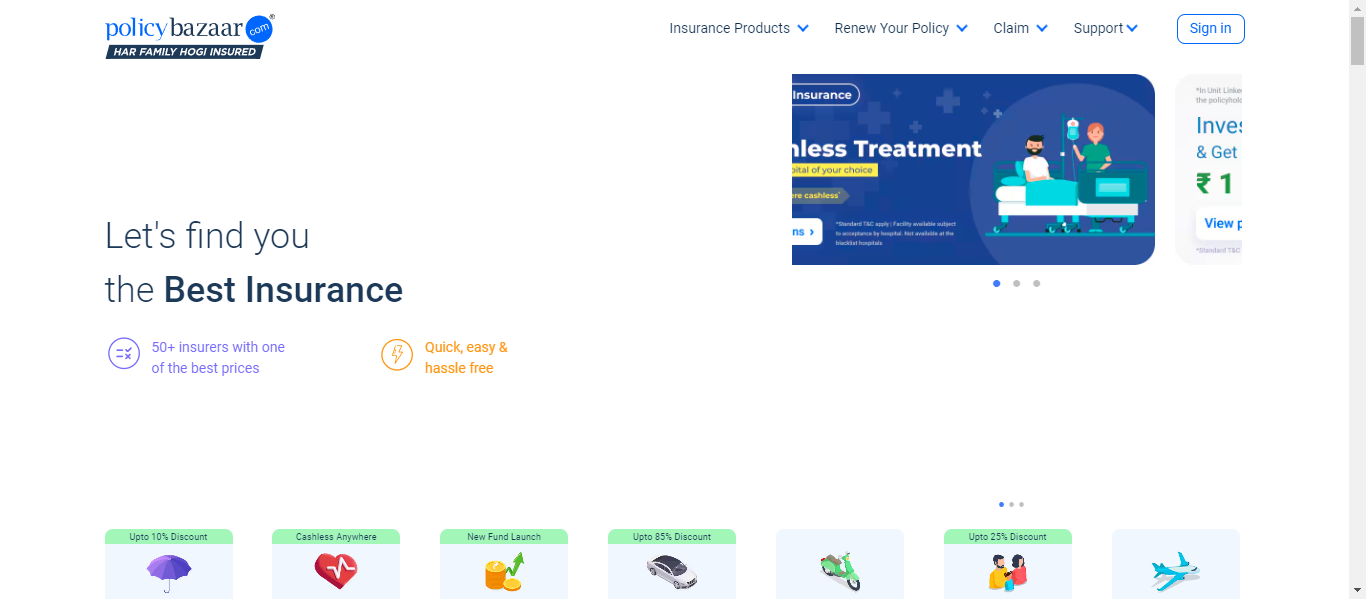 policybazaar.com®
HAR FAMILY HOGI INSURED
Insurance Products
Renew Your Policy
Claim
Support
Sign in
Insurance
less Treatment
pital of your choice
ere cashless*
ns ›
*Standard T&C apply | Facility available subject
to acceptance by hospital. Not available at the
blacklist hospitals
*In Unit Linke
the policyhol
Inves
& Get
₹ 1
View p
*Standard T&C
Let's find you
the Best Insurance
50+ insurers with one
of the best prices
Quick, easy &
hassle free
Upto 10% Discount
Cashless Anywhere
New Fund Launch
Upto 85% Discount
Upto 25% Discount